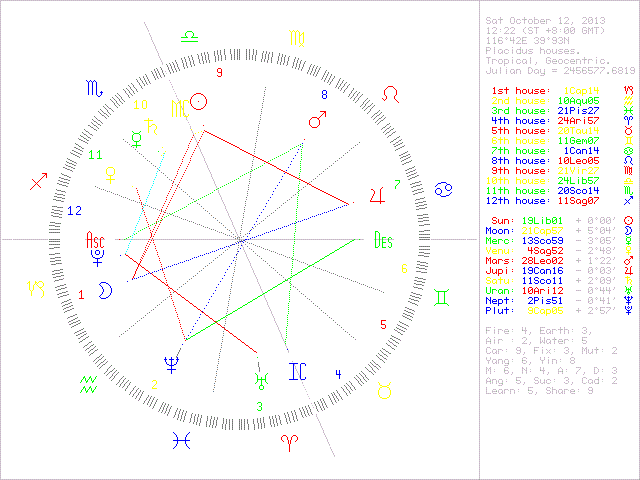 Sat October 12, 2013
12:22 (ST +8:00 GMT)
116°42E 39°93N
Placidus houses.
Tropical, Geocentric.
Julian Day = 2456577.6819
1st house: 1Cap14
2nd house: 10Aqu05
3rd house: 21Pis27
4th house: 24Ari57
5th house: 20Tau14
6th house: 11Gem07
7th house: 1Can14
8th house: 10Leo05
9th house: 21Vir27
10th house: 24Lib57
11th house: 20Sco14
12th house: 11Sag07
Sun: 19Lib01 + 0°00'
Moon: 21Cap57 + 5°04'
Merc: 13Sco59 - 3°05'
Venu: 4Sag52 - 2°48'
Mars: 28Leo02 + 1°22'
Jupi: 19Can16 - 0°03'
Satu: 11Sco11 + 2°09'
Uran: 10Ari12 - 0°44'
Nept: 2Pis51 - 0°41'
Plut: 9Cap05 + 2°57'
Fire: 4, Earth: 3,
Air : 2, Water: 5
Car: 9, Fix: 3, Mut: 2
Yang: 6, Yin: 8
M: 6, N: 4, A: 7, D: 3
Ang: 5, Suc: 3, Cad: 2
Learn: 5, Share: 9
9
10
8
11
7
12
Asc
Des
6
1
5
IC
4
2
3